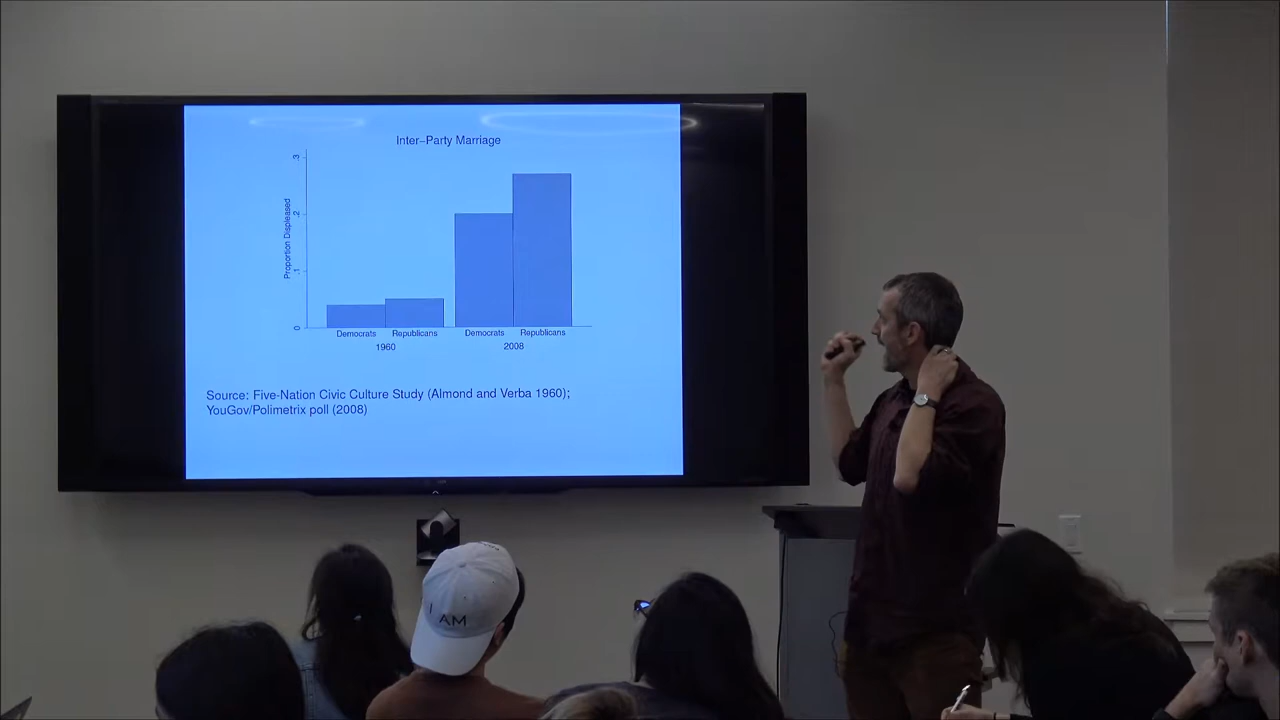 Inter-Party Marriage
.3
.2
.1
0
Proportion Displeased
Democrats Republicans Democrats Republicans
1960 2008
Source: Five-Nation Civic Culture Study (Almond and Verba 1960);
YouGov/Polimetrix poll (2008)
I AM